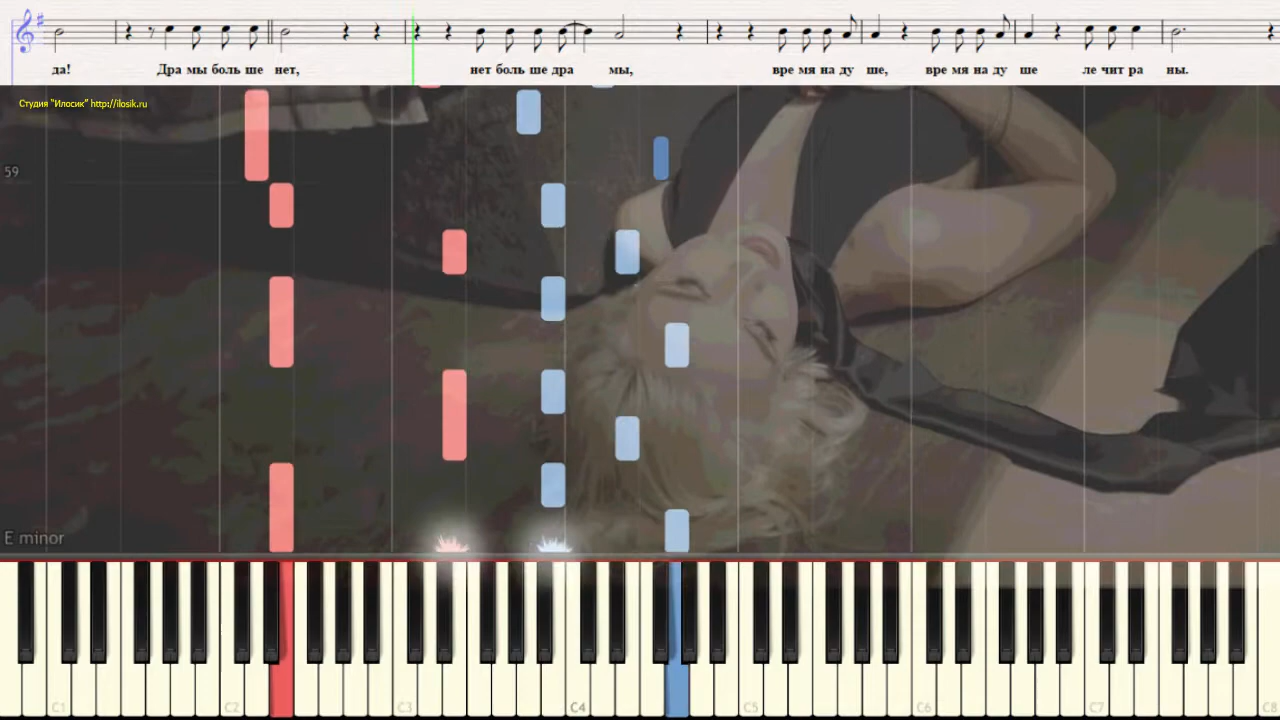 да! Дра мы боль ше нет, нет боль ше дра мы, вре мя на ду ше, вре мя на ду ше ле чит ра ны.
Студия "Илосик" http://ilosik.ru
59
E minor
C1 C2 C3 C4 C5 C6 C7 C8